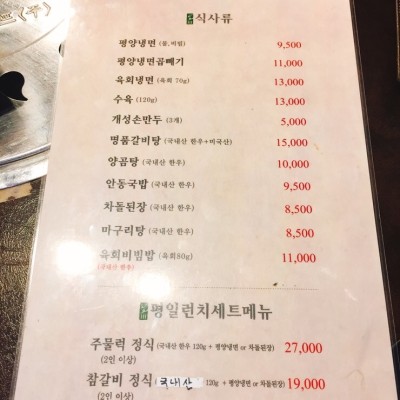 식사류
평양냉면 (물, 비빔) 9,500
평양냉면곱빼기 11,000
육회냉면 (육회 70g) 13,000
수육 (120g) 13,000
개성손만두 (3개) 5,000
명품갈비탕 (국내산 한우+미국산) 15,000
양곰탕 (국내산 한우) 10,000
안동국밥 (국내산 한우) 9,500
차돌된장 (국내산 한우) 8,500
마구리탕 (국내산 한우) 8,500
육회비빔밥 (육회80g) 11,000
(국내산 한우)
평일런치세트메뉴
주물럭 정식 (국내산 한우 120g + 평양냉면 or 차돌된장) 27,000
(2인 이상)
참갈비 정식 국내산 120g + 평양냉면 or 차돌된장) 19,000
(2인 이상)